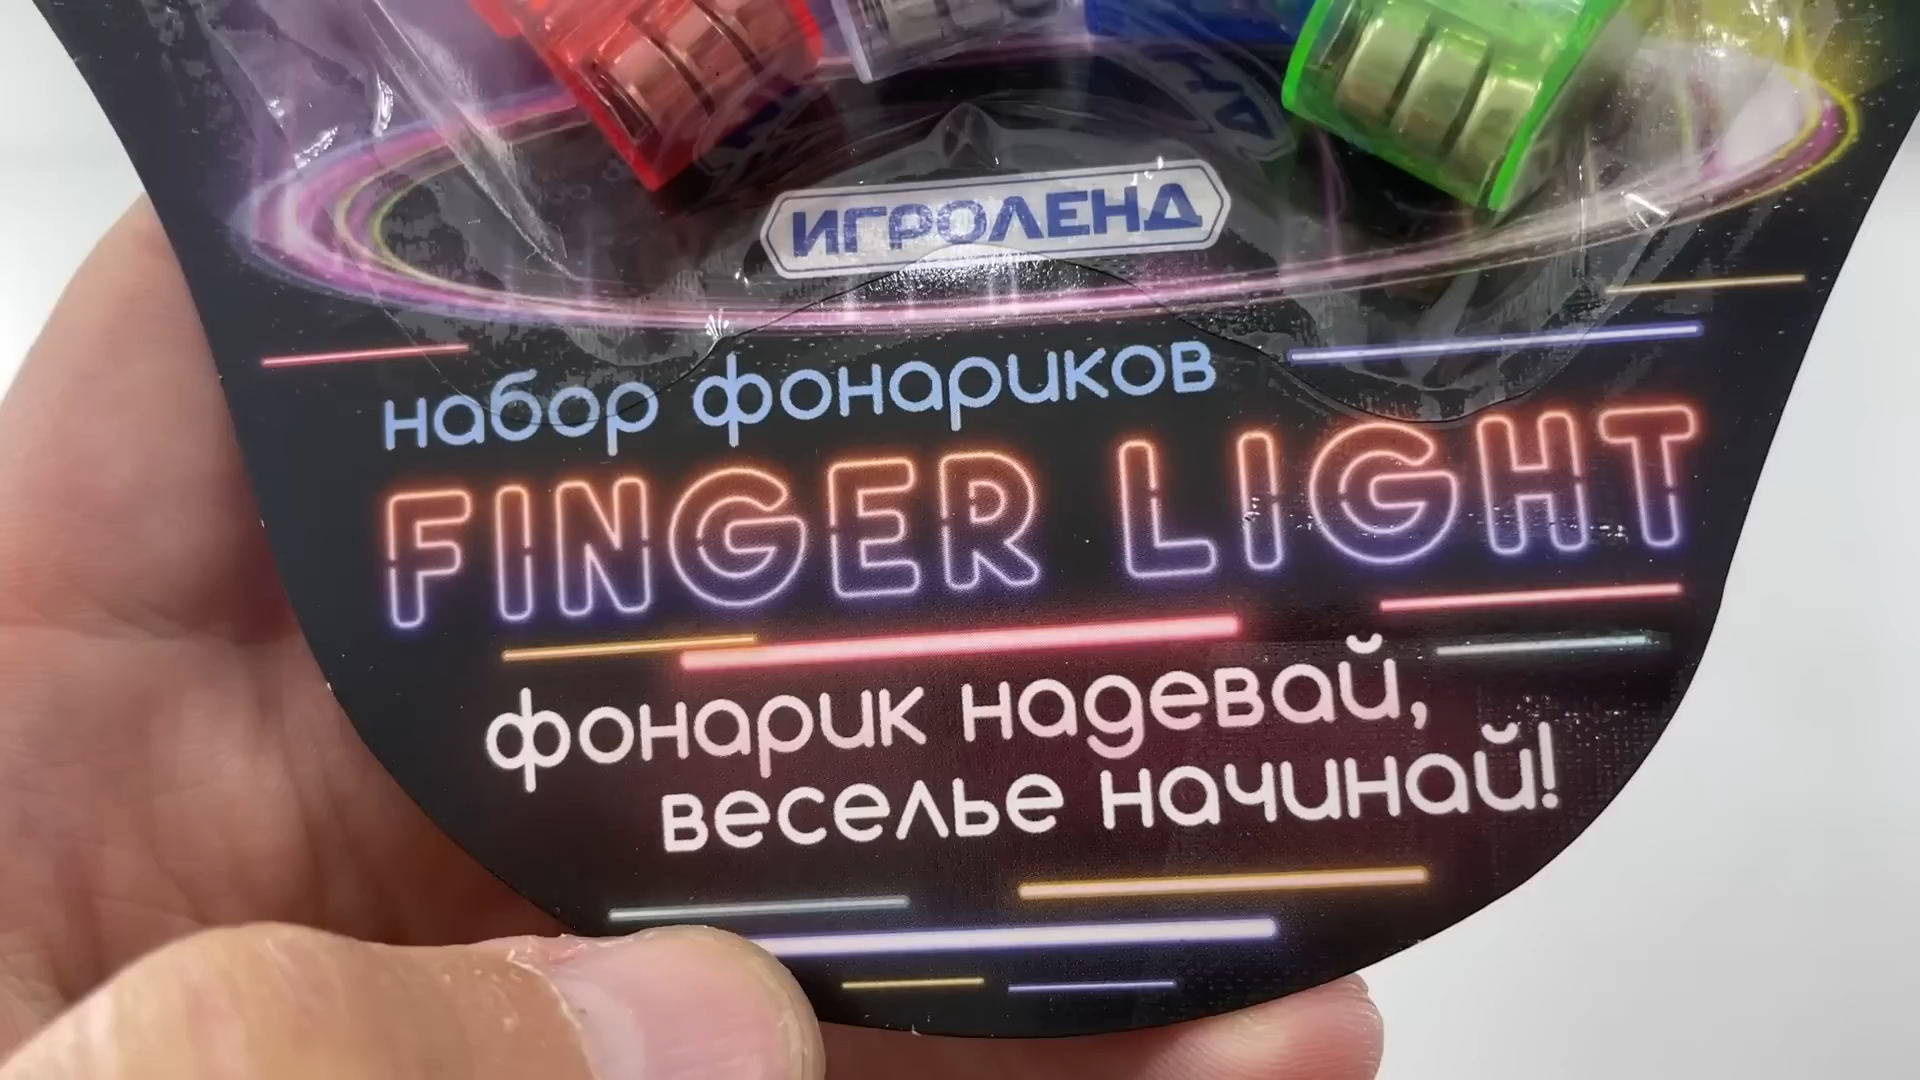 ИГРОЛЕНД
набор фонариков
FINGER LIGHT
фонарик надевай,
веселье начинай!